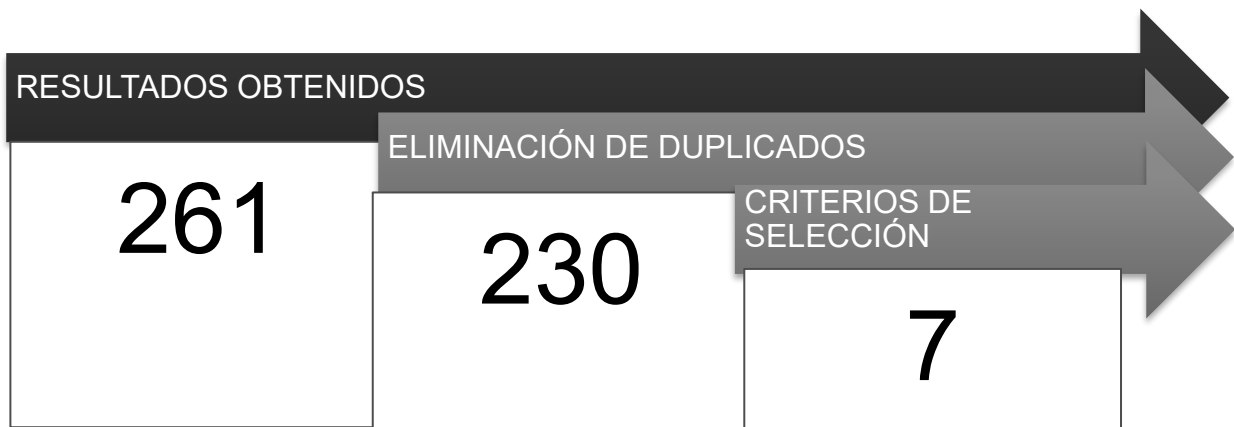 RESULTADOS OBTENIDOS
261
ELIMINACIÓN DE DUPLICADOS
230
CRITERIOS DE
SELECCIÓN
7